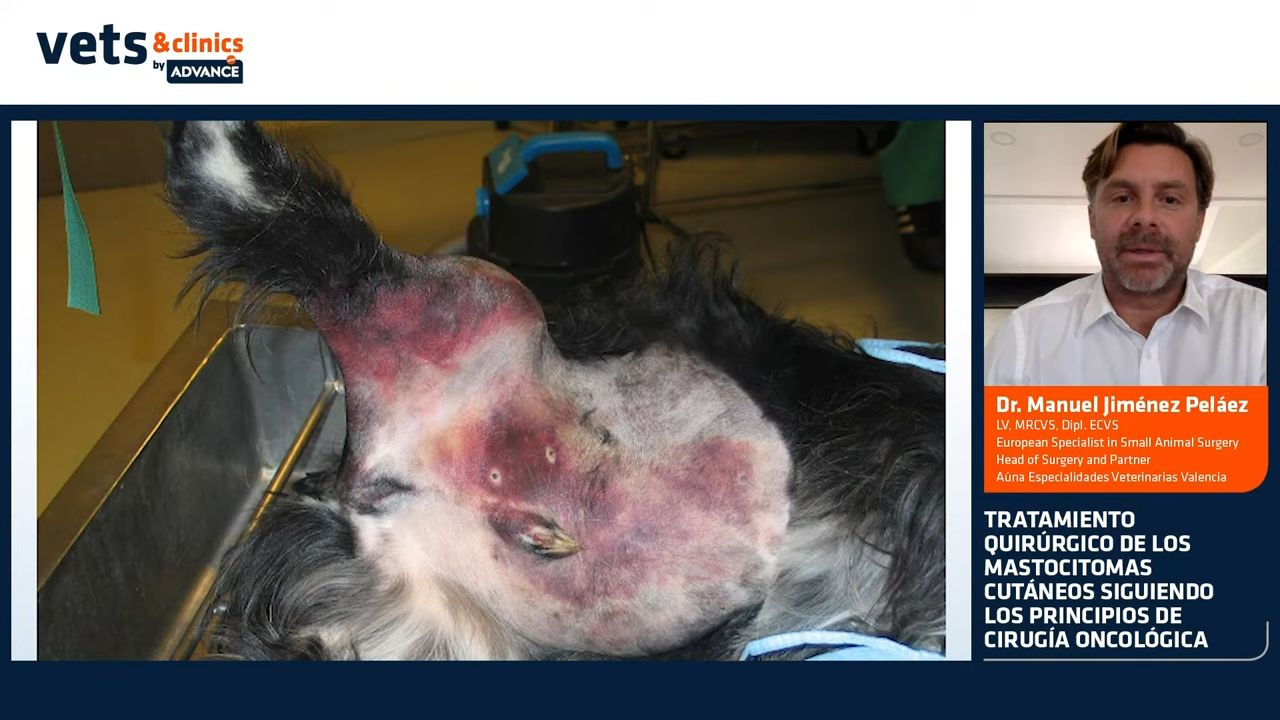 vets &clinics
by ADVANCE
Dr. Manuel Jiménez Peláez
LV, MRCVS, Dipl. ECVS
European Specialist in Small Animal Surgery
Head of Surgery and Partner
Aúna Especialidades Veterinarias Valencia
TRATAMIENTO
QUIRÚRGICO DE LOS
MASTOCITOMAS
CUTÁNEOS SIGUIENDO
LOS PRINCIPIOS DE
CIRUGÍA ONCOLÓGICA